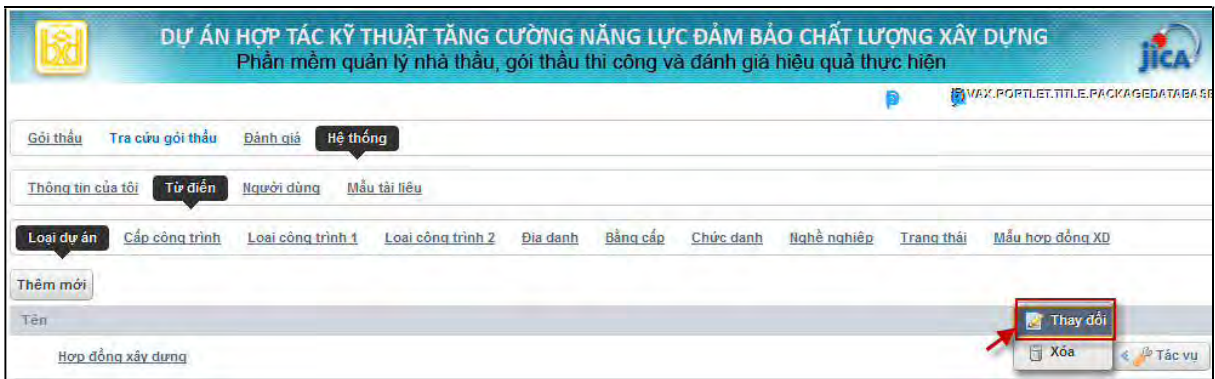 DỰ ÁN HỢP TÁC KỸ THUẬT TĂNG CƯỜNG NĂNG LỰC ĐẢM BẢO CHẤT LƯỢNG XÂY DỰNG
Phần mềm quản lý nhà thầu, gói thầu thi công và đánh giá hiệu quả thực hiện
bxd
jica
VAX.PORTLET.TITLE.PACKAGEDATABASE
Gói thầu Tra cứu gói thầu Đánh giá Hệ thống
Thông tin của tôi Từ điển Người dùng Mẫu tài liệu
Loại dự án Cấp công trình Loại công trình 1 Loại công trình 2 Địa danh Bằng cấp Chức danh Nghề nghiệp Trạng thái Mẫu hợp đồng XD
Thêm mới
Tên
Thay đổi
Hợp đồng xây dựng Xóa Tác vụ